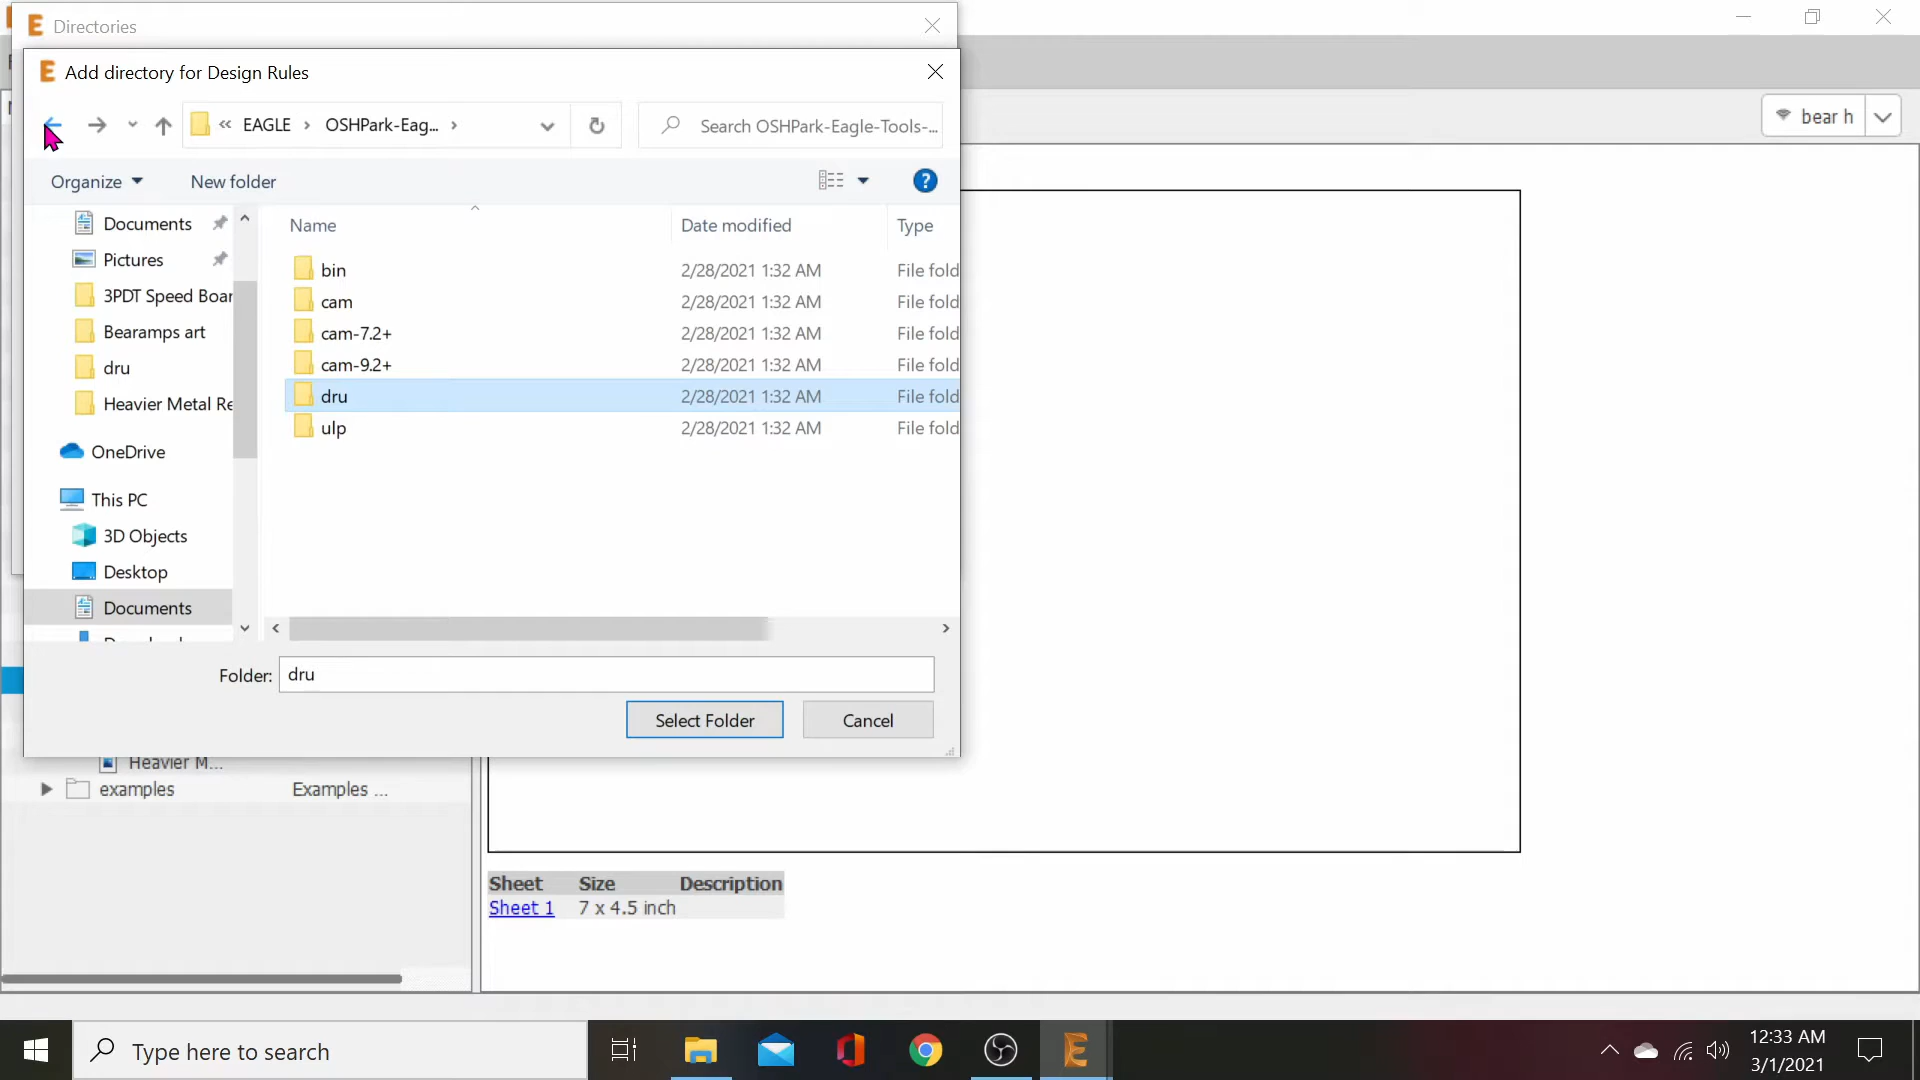 Directories
Add directory for Design Rules
« EAGLE › OSHPark-Eag... ›
Search OSHPark-Eagle-Tools-...
bear h
Organize
New folder
Documents
Pictures
3PDT Speed Boar
Bearamps art
dru
Heavier Metal Re
OneDrive
This PC
3D Objects
Desktop
Documents
Name Date modified Type
bin 2/28/2021 1:32 AM File fold
cam 2/28/2021 1:32 AM File fold
cam-7.2+ 2/28/2021 1:32 AM File fold
cam-9.2+ 2/28/2021 1:32 AM File fold
dru 2/28/2021 1:32 AM File fold
ulp 2/28/2021 1:32 AM File fold
Folder: dru
Select Folder
Cancel
Heavier M...
examples Examples ...
Sheet Size Description
Sheet 1 7 x 4.5 inch
Type here to search
12:33 AM
3/1/2021